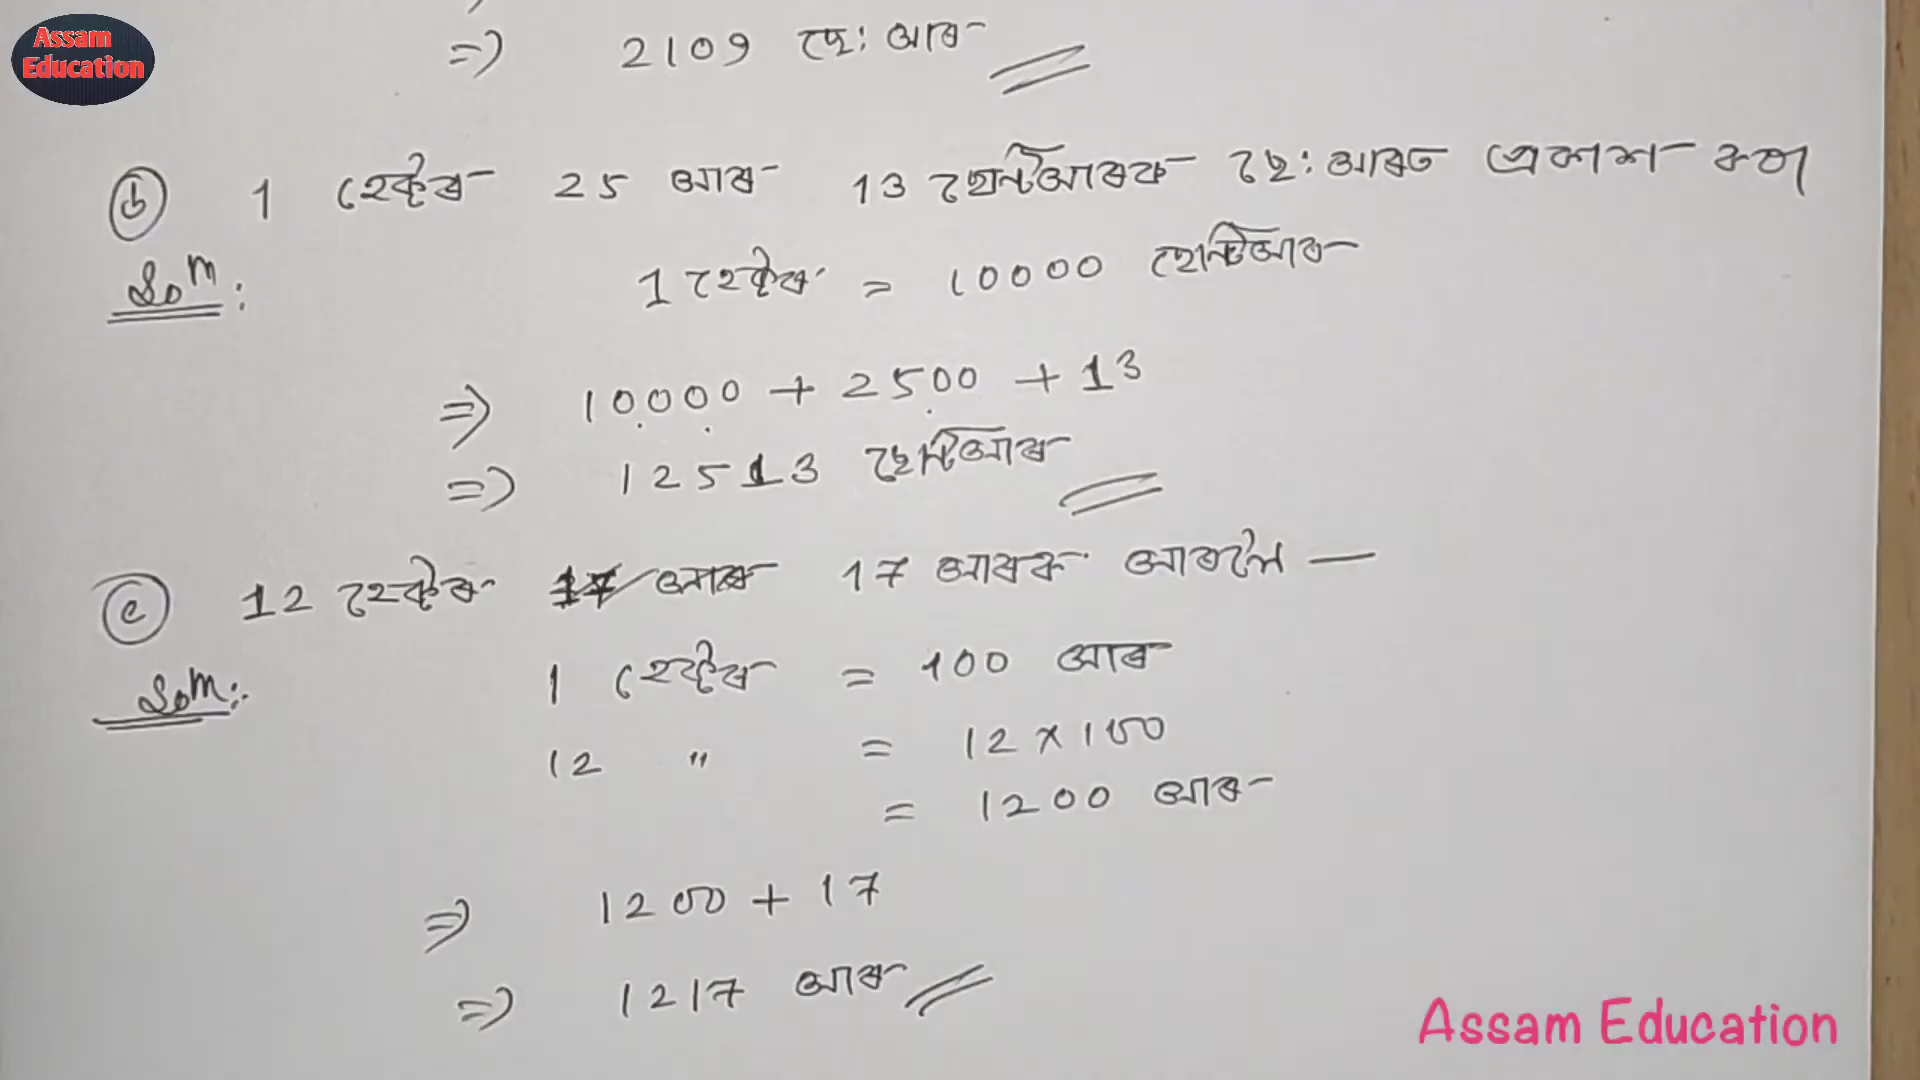 Assam
Education
=> 2109 ছে: আৰ
(b) 1 হেক্টৰ 25 আৰ 13 ছেন্টিআৰক ছে: আৰত প্ৰকাশ কৰা
Solⁿ:
1 হেক্টৰ = 10000 ছেন্টিআৰ
=> 10000 + 2500 + 13
=> 12513 ছেন্টিআৰ
(c) 12 হেক্টৰ আৰ 17 আৰক আৰলৈ —
Solⁿ:
1 হেক্টৰ = 100 আৰ
12 " = 12 × 100
= 1200 আৰ
=> 1200 + 17
=> 1217 আৰ
Assam Education